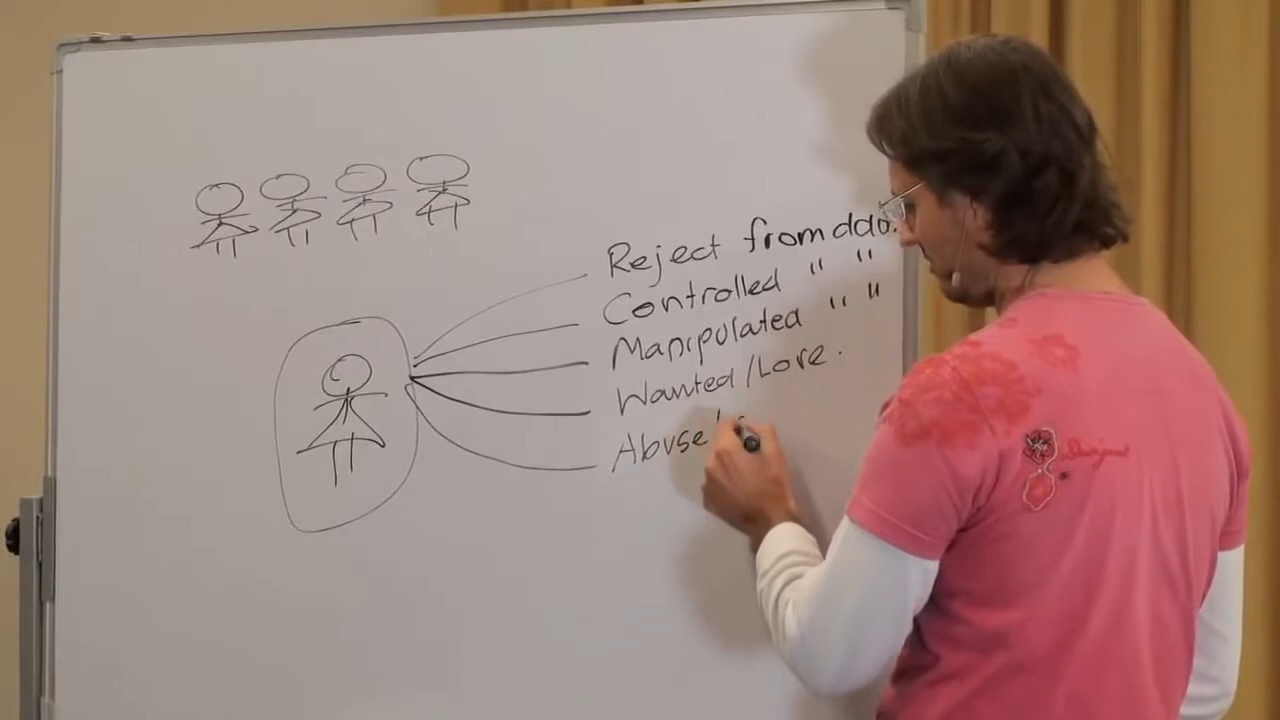 Reject from dad.
Controlled " "
Manipulated " "
Wanted/Love.
Abuse/